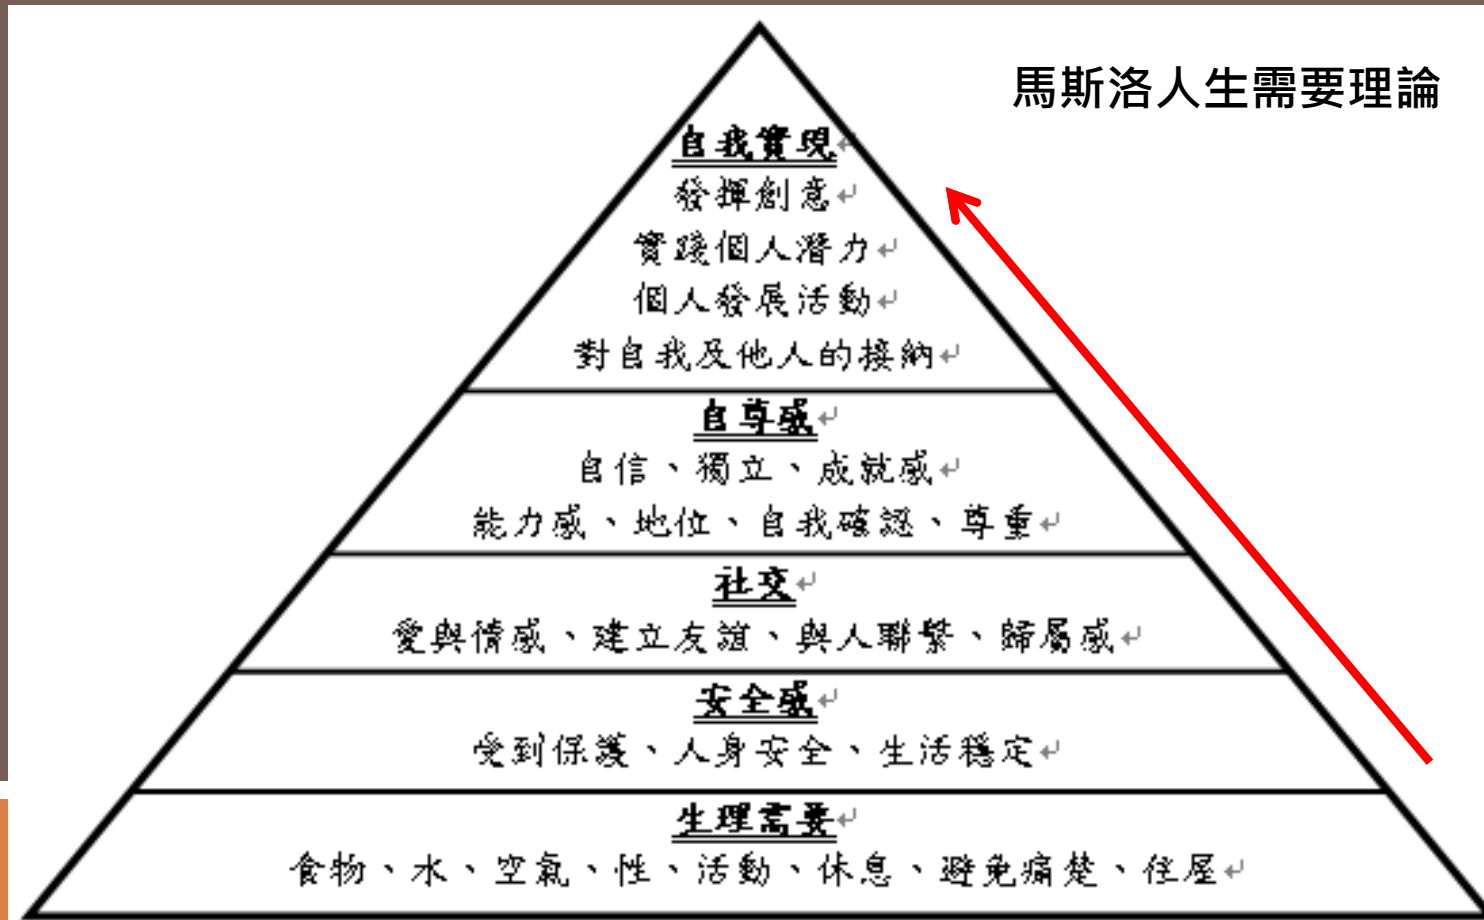 馬斯洛人生需要理論
自我實現
發揮創意
實踐個人潛力
個人發展活動
對自我及他人的接納
自尊感
自信、獨立、成就感
能力感、地位、自我確認、尊重
社交
愛與情感、建立友誼、與人聯繫、歸屬感
安全感
受到保護、人身安全、生活穩定
生理需要
食物、水、空氣、性、活動、休息、避免痛楚、住屋